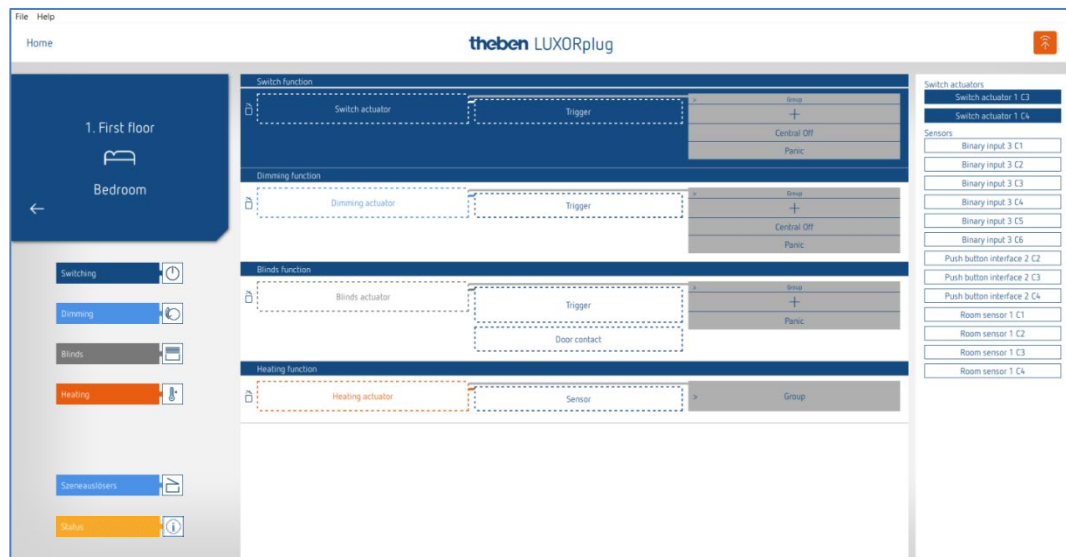 File Help
Home
theben LUXORplug
1. First floor
Bedroom
Switching
Dimming
Blinds
Heating
Szeneauslösers
Status
Switch function
Switch actuator
Trigger
> Group
+
Central Off
Panic
Dimming function
Dimming actuator
Trigger
> Group
+
Central Off
Panic
Blinds function
Blinds actuator
Trigger
Door contact
> Group
+
Panic
Heating function
Heating actuator
Sensor
> Group
Switch actuators
Switch actuator 1 C3
Switch actuator 1 C4
Sensors
Binary input 3 C1
Binary input 3 C2
Binary input 3 C3
Binary input 3 C4
Binary input 3 C5
Binary input 3 C6
Push button interface 2 C2
Push button interface 2 C3
Push button interface 2 C4
Room sensor 1 C1
Room sensor 1 C2
Room sensor 1 C3
Room sensor 1 C4